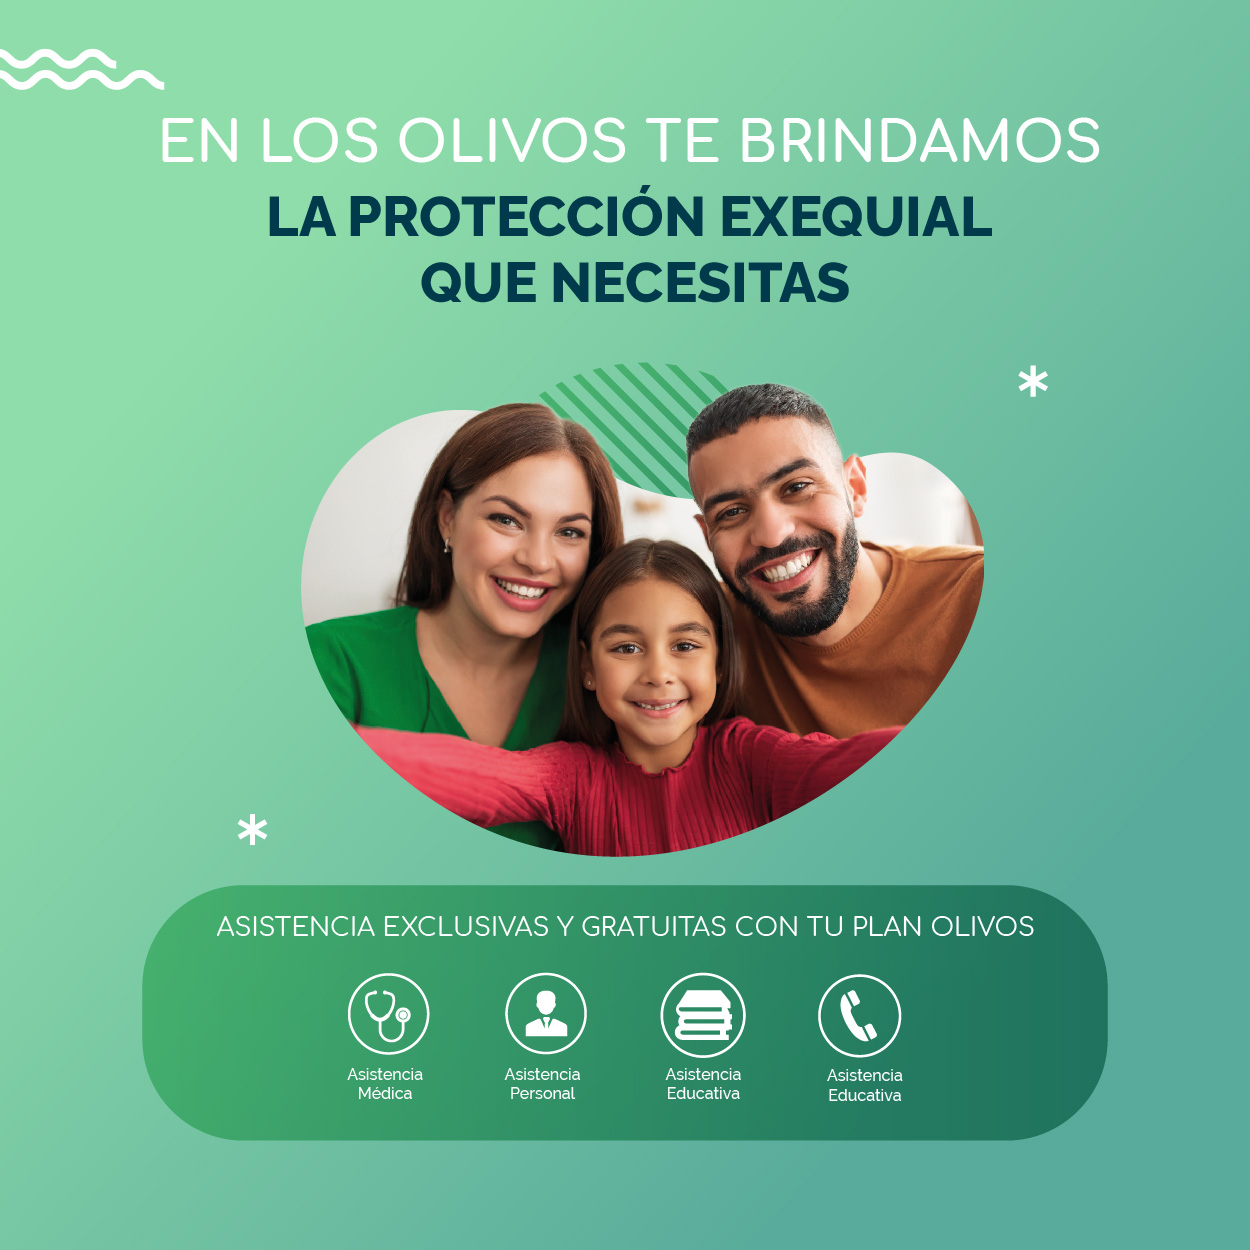 EN LOS OLIVOS TE BRINDAMOS
LA PROTECCIÓN EXEQUIAL
QUE NECESITAS
ASISTENCIA EXCLUSIVAS Y GRATUITAS CON TU PLAN OLIVOS
Asistencia
Médica
Asistencia
Personal
Asistencia
Educativa
Asistencia
Educativa